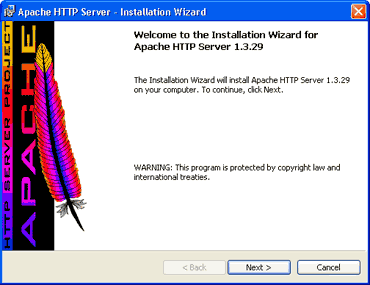 Apache HTTP Server - Installation Wizard
Welcome to the Installation Wizard for
Apache HTTP Server 1.3.29
The Installation Wizard will install Apache HTTP Server 1.3.29
on your computer. To continue, click Next.
WARNING: This program is protected by copyright law and
international treaties.
HTTP SERVER PROJECT
APACHE
< Back
Next >
Cancel